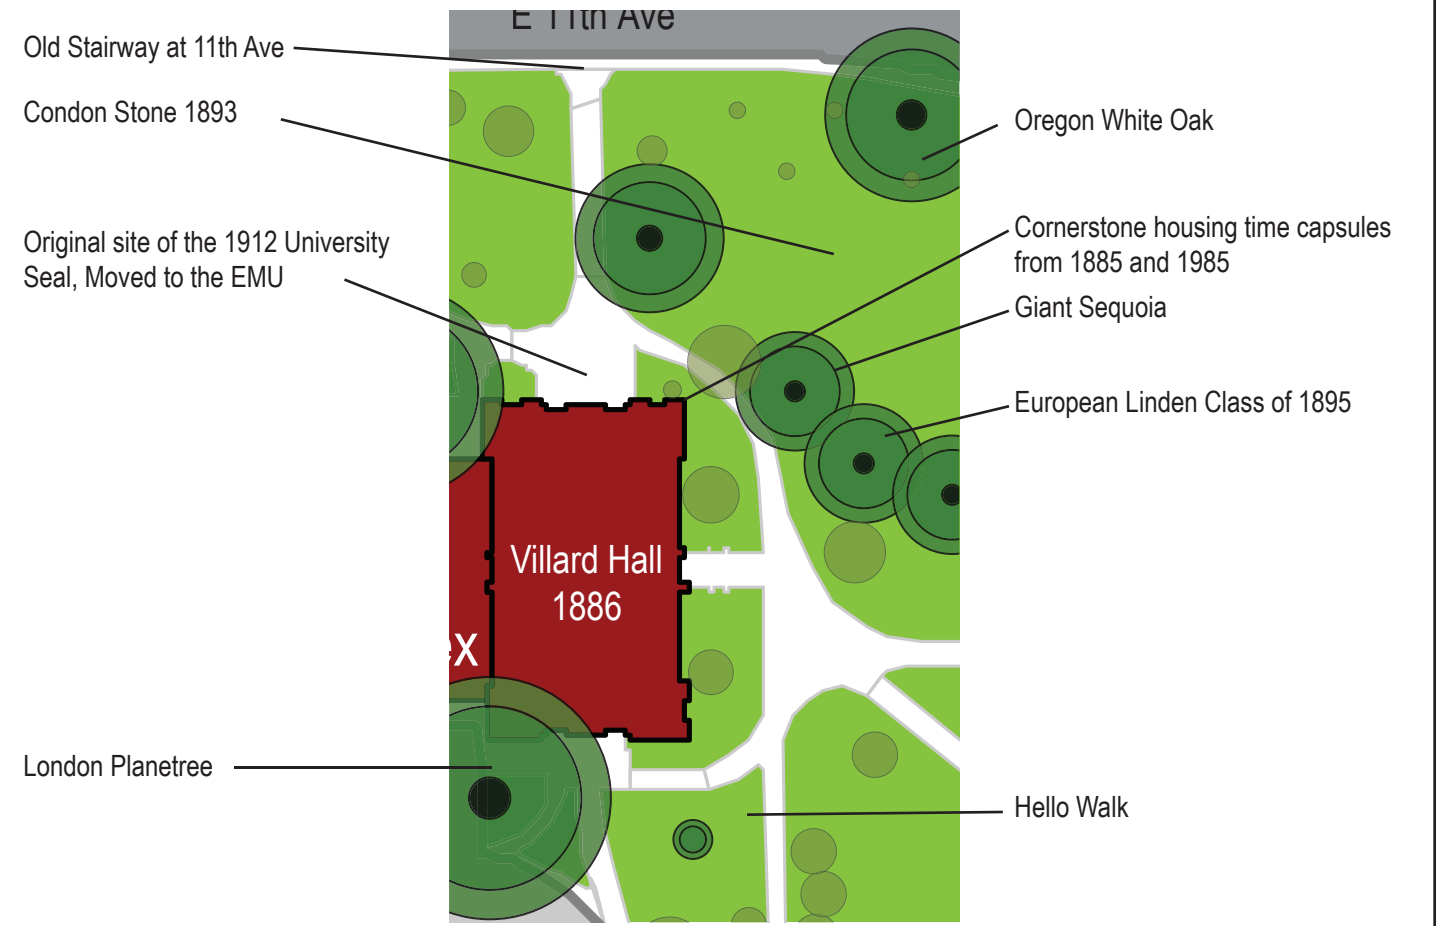 E 11th Ave
Old Stairway at 11th Ave
Condon Stone 1893
Oregon White Oak
Original site of the 1912 University
Seal, Moved to the EMU
Cornerstone housing time capsules
from 1885 and 1985
Giant Sequoia
European Linden Class of 1895
Villard Hall
1886
ex
London Planetree
Hello Walk